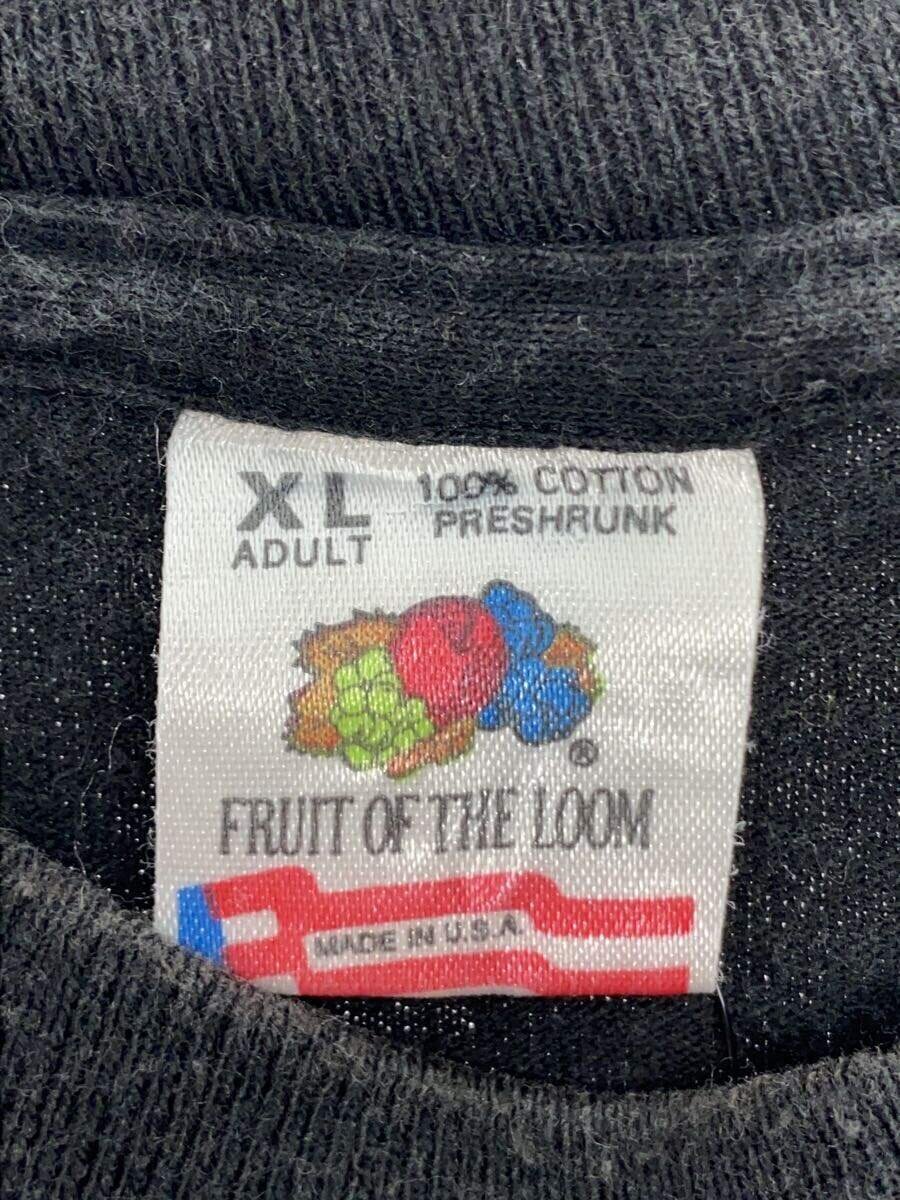 XL
ADULT
100% COTTON
PRESHRUNK
®
FRUIT OF THE LOOM
MADE IN U.S.A.